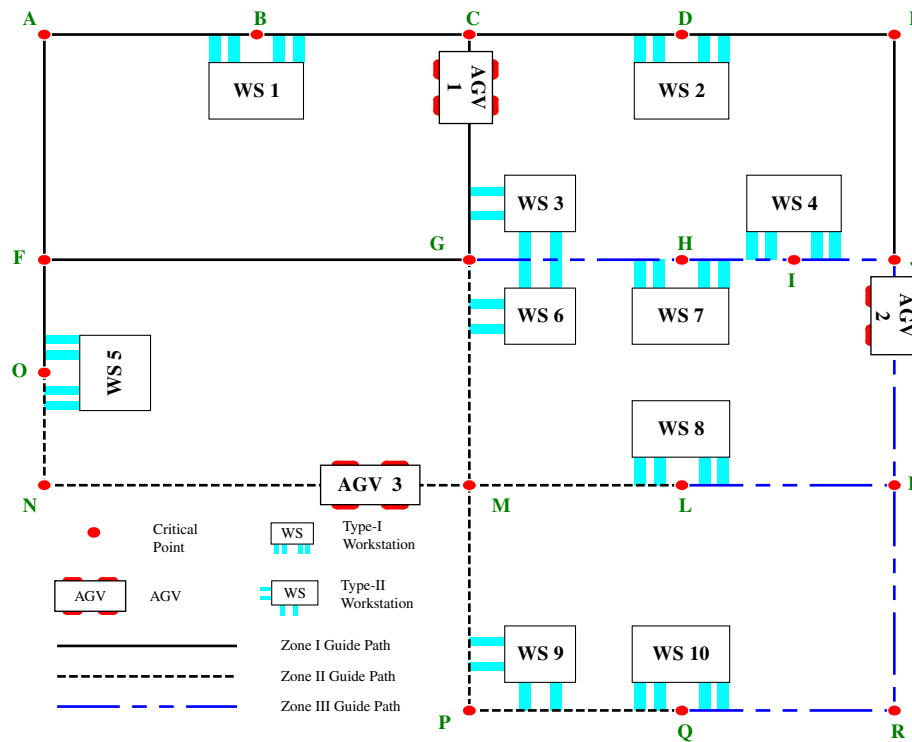 A
B
C
D
WS 1
AGV 1
WS 2
WS 3
WS 4
F
G
H
I
J
WS 6
WS 7
AGV 2
O
WS 5
WS 8
N
AGV 3
M
L
Critical
Point
WS
Type-I
Workstation
AGV
AGV
WS
Type-II
Workstation
WS 9
WS 10
Zone I Guide Path
Zone II Guide Path
Zone III Guide Path
P
Q
R